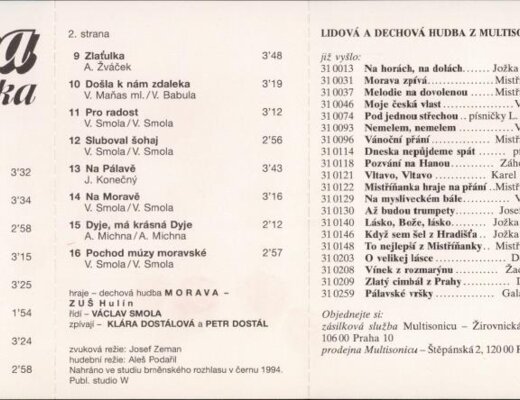 a
ka
3'32
3'34
2'58
3'15
3'25
1'54
3'24
2'58
2. strana
9 Zlaťulka 3'48
A. Žváček
10 Došla k nám zdaleka 3'19
V. Maňas ml./V. Babula
11 Pro radost 3'12
V. Smola/V. Smola
12 Sluboval šohaj 2'56
V. Smola/V. Smola
13 Na Pálavě 3'43
J. Konečný
14 Na Moravě 3'16
V. Smola/V. Smola
15 Dyje, má krásná Dyje 2'12
A. Michna/A. Michna
16 Pochod múzy moravské 2'57
V. Smola/V. Smola
hraje – dechová hudba MORAVA –
ZUŠ Hulín
řídí – VÁCLAV SMOLA
zpívají – KLÁRA DOSTÁLOVÁ a PETR DOSTÁL
zvuková režie: Josef Zeman
hudební režie: Aleš Podařil
Nahráno ve studiu brněnského rozhlasu v černu 1994.
Publ. studio W
LIDOVÁ A DECHOVÁ HUDBA Z MULTISO
již vyšlo:
31 0013 Na horách, na dolách ..... Jožka
31 0031 Morava zpívá ..... Mistř
31 0037 Melodie na dovolenou ..... Mistř
31 0046 Moje česká vlast ..... V
31 0074 Pod jednou střechou .. písničky L.
31 0093 Nemelem, nemelem ..... V
31 0096 Vánoční přání ..... Mistř
31 0114 Dneska nepůjdeme spát .. p
31 0118 Pozvání na Hanou ..... Záho
31 0121 Vltavo, Vltavo ..... Karel
31 0122 Mistříňanka hraje na přání .. Mistř
31 0129 Na mysliveckém bále ..... V
31 0130 Až budou trumpety ..... Josef
31 0140 Lásko, Bože, lásko ..... Jožka
31 0146 Když sem šel z Hradišťa .. Jožka
31 0148 To nejlepší z Mistříňanky .. Mistř
31 0203 O velikej lásce ..... D
31 0208 Vínek z rozmarýnu ..... Žad
31 0209 Zlatý cimbál z Prahy ..... I
31 0259 Pálavské vršky ..... Gala
Objednejte si:
zásilková služba Multisonicu – Žirovnická
106 00 Praha 10
prodejna Multisonicu – Štěpánská 2, 120 00 P